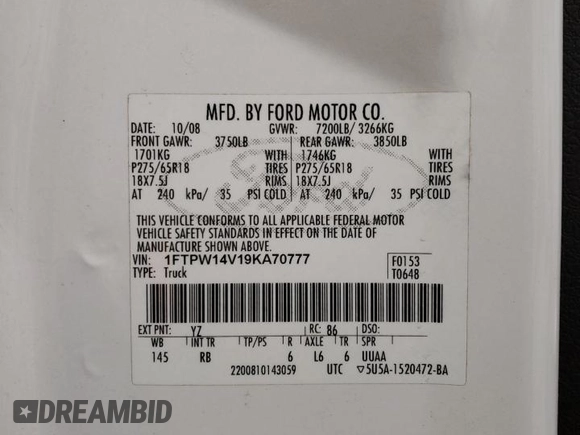 MFD. BY FORD MOTOR CO.
DATE: 10/08 GVWR: 7200LB/ 3266KG
FRONT GAWR: 3750LB REAR GAWR: 3850LB
1701KG WITH 1746KG WITH
P275/65R18 TIRES P275/65R18 TIRES
18X7.5J RIMS 18X7.5J RIMS
AT 240 kPa/ 35 PSI COLD AT 240 kPa/ 35 PSI COLD
THIS VEHICLE CONFORMS TO ALL APPLICABLE FEDERAL MOTOR
VEHICLE SAFETY STANDARDS IN EFFECT ON THE DATE OF
MANUFACTURE SHOWN ABOVE.
VIN: 1FTPW14V19KA70777 F0153
TYPE: Truck T0648
EXT PNT: YZ RC: 86 DSO:
WB INT TR TP/PS R AXLE TR SPR
145 RB 6 L6 6 UUAA
2200810143059 UTC ▽5U5A-1520472-BA
DREAMBID